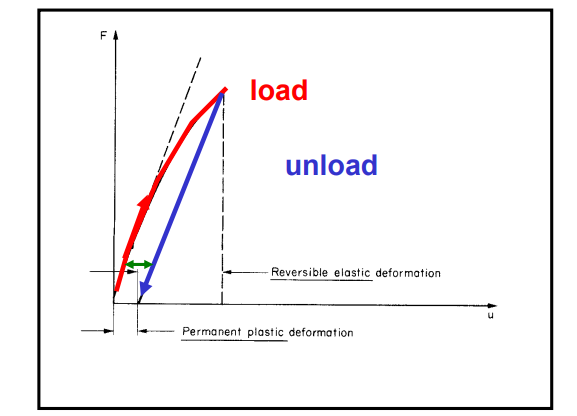 F
load
unload
Reversible elastic deformation
u
Permanent plastic deformation